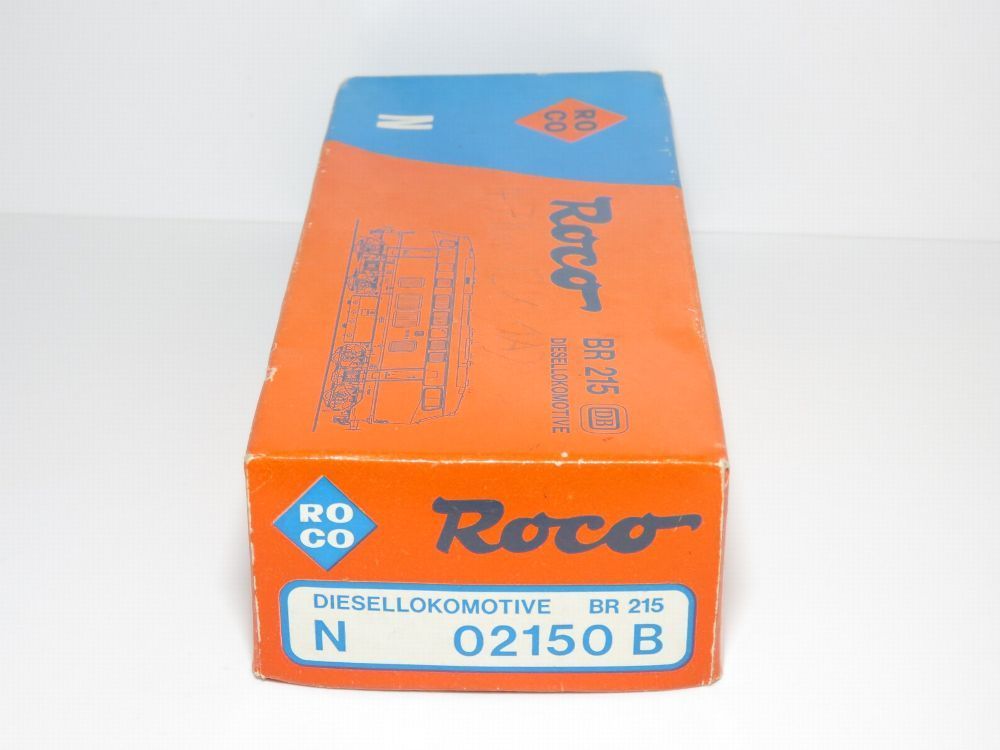 N
RO
CO
Roco
BR 215 DB
DIESELLOKOMOTIVE
RO
CO
Roco
DIESELLOKOMOTIVE BR 215
N 02150 B